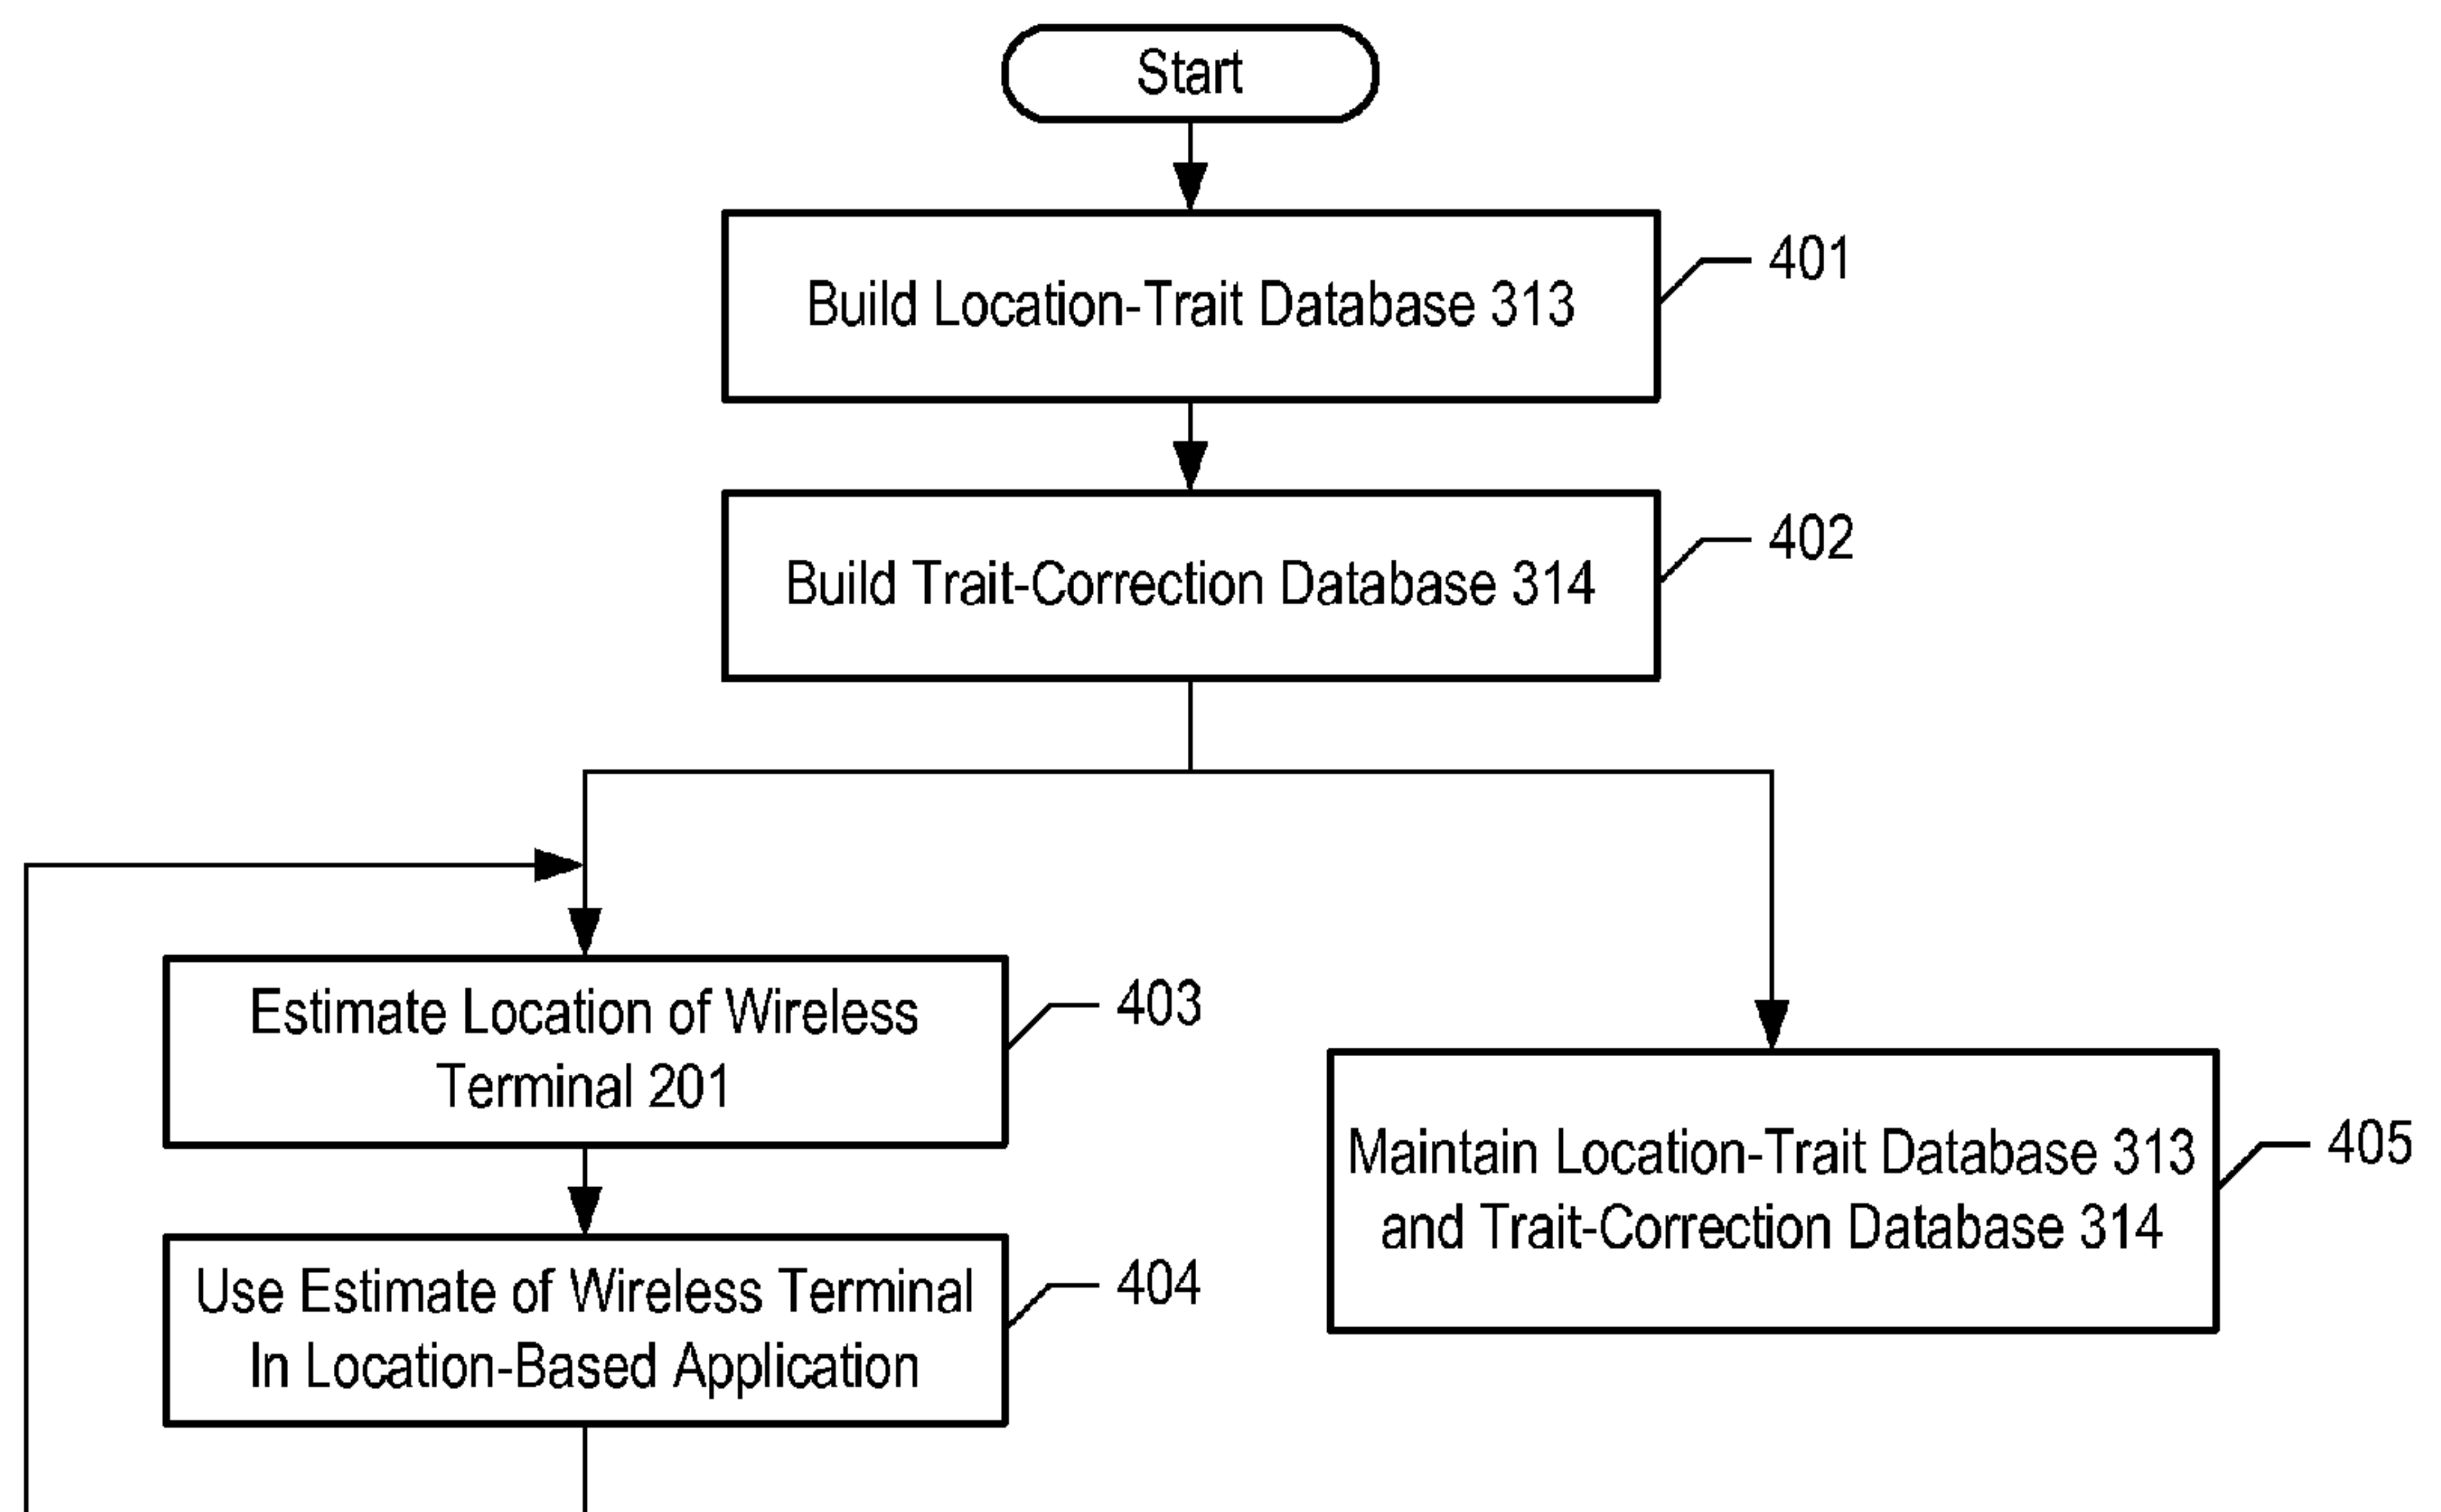 Start
Build Location-Trait Database 313
401
Build Trait-Correction Database 314
402
Estimate Location of Wireless
Terminal 201
403
Use Estimate of Wireless Terminal
In Location-Based Application
404
Maintain Location-Trait Database 313
and Trait-Correction Database 314
405